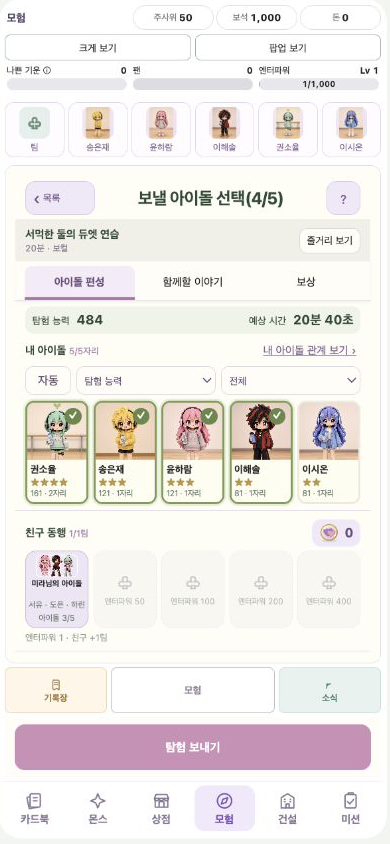 모험
주사위 50
보석 1,000
돈 0
크게 보기
팝업 보기
나쁜 기운 ⓘ 0
팬 0
엔터파워 Lv 1
1/1,000
팀
송은재
윤하람
이해솔
권소율
이시온
목록
보낼 아이돌 선택(4/5)
?
서먹한 둘의 듀엣 연습
20분 · 보컬
줄거리 보기
아이돌 편성
함께할 이야기
보상
탐험 능력 484
예상 시간 20분 40초
내 아이돌 5/5자리
내 아이돌 관계 보기 ›
자동
탐험 능력
전체
권소율
★★★★
161 · 2자리
송은재
★★★
121 · 1자리
윤하람
★★★
121 · 1자리
이해솔
★★
81 · 1자리
이시온
★★
81 · 1자리
친구 동행 1/1팀
0
미라님의 아이돌
서유 · 도은 · 하린
아이돌 3/5
엔터파워 50
엔터파워 100
엔터파워 200
엔터파워 400
엔터파워 1 · 친구 +1팀
기록장
모험
소식
탐험 보내기
카드북
온스
상점
모험
건설
미션